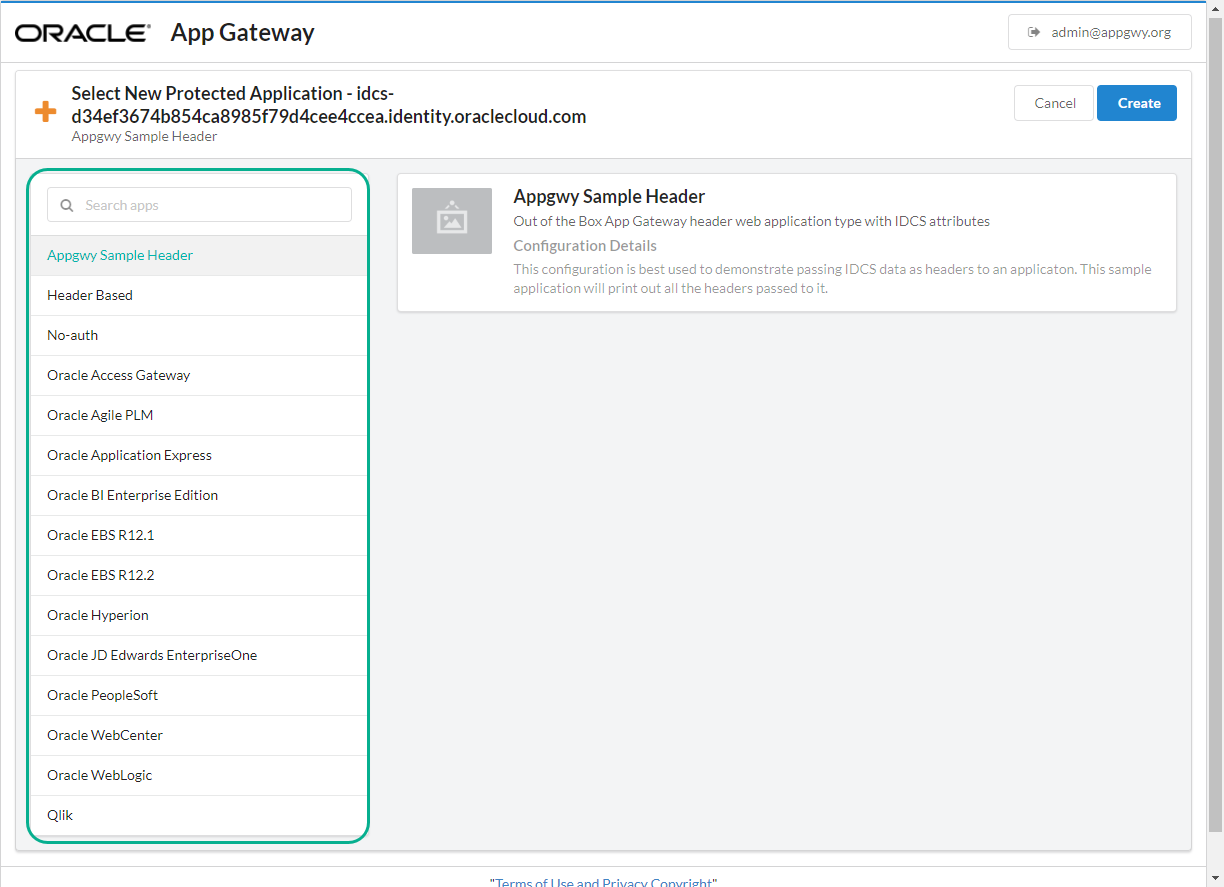 ORACLE App Gateway
admin@appgwy.org
Select New Protected Application - idcs-
d34ef3674b854ca8985f79d4cee4ccea.identity.oraclecloud.com
Appgwy Sample Header
Cancel
Create
Search apps
Appgwy Sample Header
Header Based
No-auth
Oracle Access Gateway
Oracle Agile PLM
Oracle Application Express
Oracle BI Enterprise Edition
Oracle EBS R12.1
Oracle EBS R12.2
Oracle Hyperion
Oracle JD Edwards EnterpriseOne
Oracle PeopleSoft
Oracle WebCenter
Oracle WebLogic
Qlik
Appgwy Sample Header
Out of the Box App Gateway header web application type with IDCS attributes
Configuration Details
This configuration is best used to demonstrate passing IDCS data as headers to an applicaton. This sample
application will print out all the headers passed to it.
"Terms of Use and Privacy Copyright"